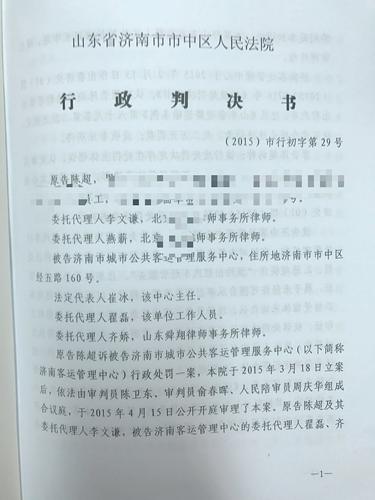 山东省济南市市中区人民法院
行政判决书
（2015）市行初字第29号
原告陈超，
员工，
委托代理人李文谦，北京 师事务所律师。
委托代理人燕薪，北京 师事务所律师。
被告济南市城市公共客运管理服务中心，住所地济南市市中区
经五路160号。
法定代表人崔冰，该中心主任。
委托代理人翟磊，该单位工作人员。
委托代理人齐娇，山东舜翔律师事务所律师。
原告陈超诉被告济南市城市公共客运管理服务中心（以下简称
济南客运管理中心）行政处罚一案，本院于2015年3月18日立案
后，依法由审判员陈卫东、审判员俞春晖、人民陪审员周庆华组成
合议庭，于2015年4月15日公开开庭审理了本案。原告陈超及其
委托代理人李文谦，被告济南客运管理中心的委托代理人翟磊、齐
—1—